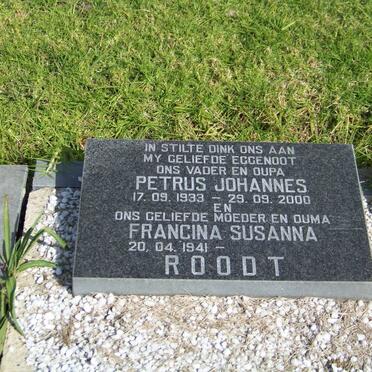 IN STILTE DINK ONS AAN
MY GELIEFDE EGGENOOT
ONS VADER EN OUPA
PETRUS JOHANNES
17.09.1933 - 29.09.2000
EN
ONS GELIEFDE MOEDER EN OUMA
FRANCINA SUSANNA
20.04.1941 -
ROODT